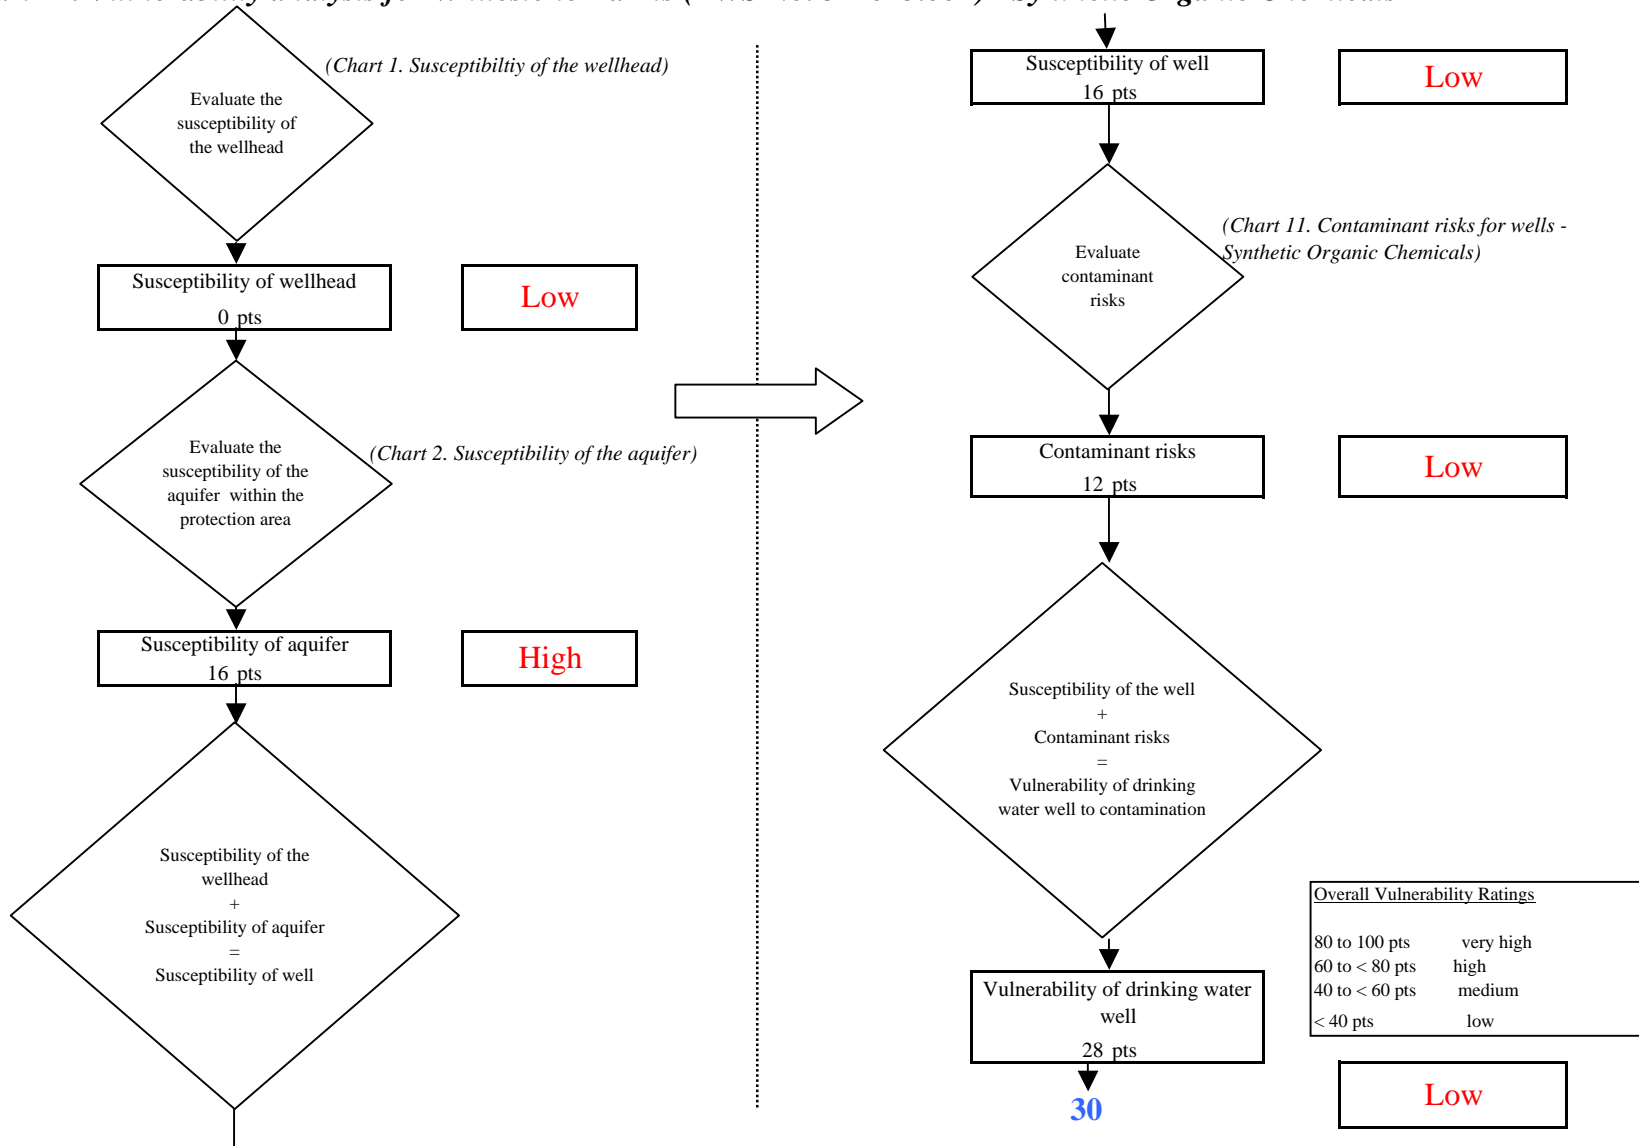 (Chart 1. Susceptibiltiy of the wellhead)
Evaluate the
susceptibility of
the wellhead
Susceptibility of wellhead
0 pts
Low
Evaluate the
susceptibility of the
aquifer within the
protection area
(Chart 2. Susceptibility of the aquifer)
Susceptibility of aquifer
16 pts
High
Susceptibility of the
wellhead
+
Susceptibility of aquifer
=
Susceptibility of well
Susceptibility of well
16 pts
Low
(Chart 11. Contaminant risks for wells -
Synthetic Organic Chemicals)
Evaluate
contaminant
risks
Contaminant risks
12 pts
Low
Susceptibility of the well
+
Contaminant risks
=
Vulnerability of drinking
water well to contamination
Overall Vulnerability Ratings
80 to 100 pts very high
60 to < 80 pts high
40 to < 60 pts medium
< 40 pts low
Vulnerability of drinking water
well
28 pts
30
Low